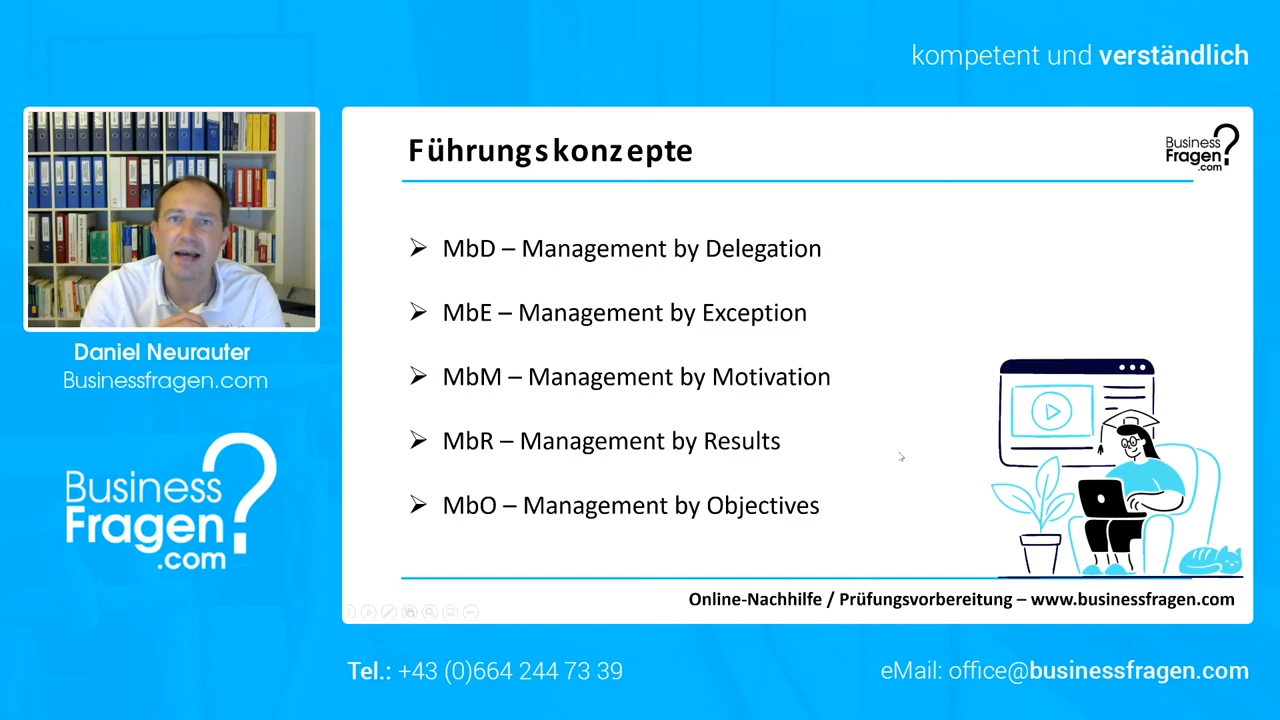 kompetent und verständlich
Führungskonzepte
Business
Fragen
.com
?
MbD – Management by Delegation
MbE – Management by Exception
MbM – Management by Motivation
MbR – Management by Results
MbO – Management by Objectives
Daniel Neurauter
Businessfragen.com
Business
Fragen
.com
?
Online-Nachhilfe / Prüfungsvorbereitung – www.businessfragen.com
Tel.: +43 (0)664 244 73 39
eMail: office@businessfragen.com